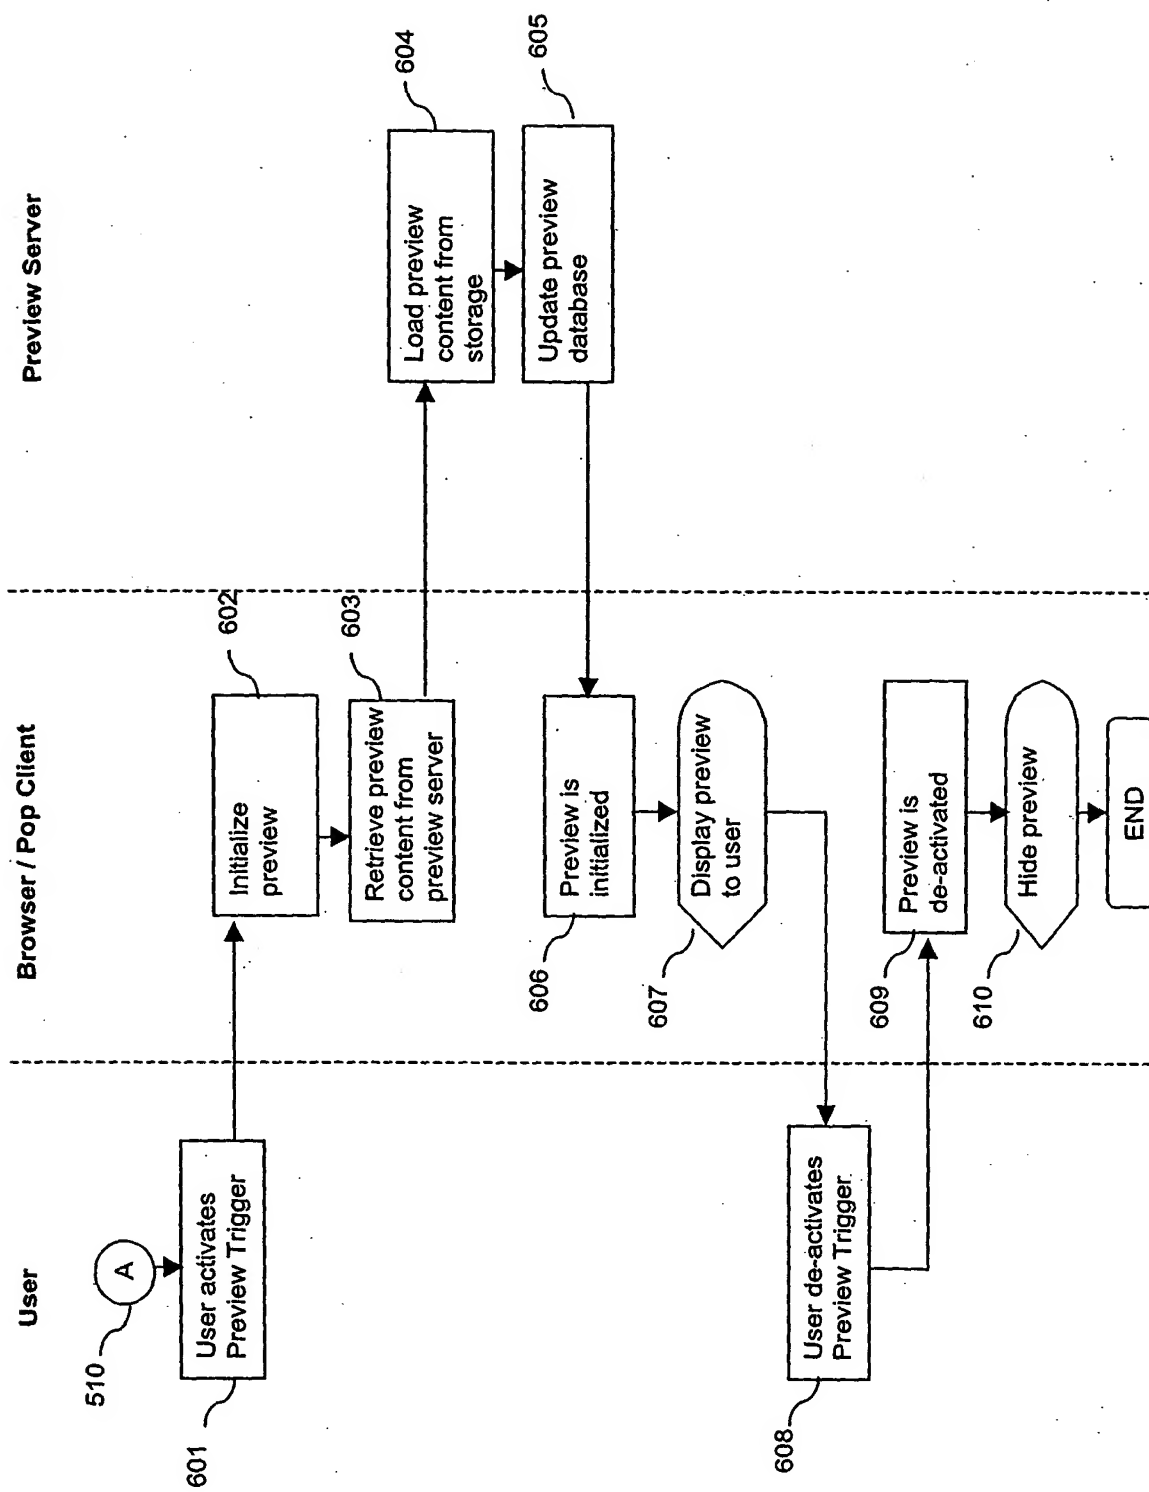 User
Browser / Pop Client
Preview Server
A
510
User activates
Preview Trigger
601
Initialize
preview
602
Retrieve preview
content from
preview server
603
Load preview
content from
storage
604
Update preview
database
605
Preview is
initialized
606
Display preview
to user
607
User de-activates
Preview Trigger.
608
Preview is
de-activated
609
Hide preview
610
END